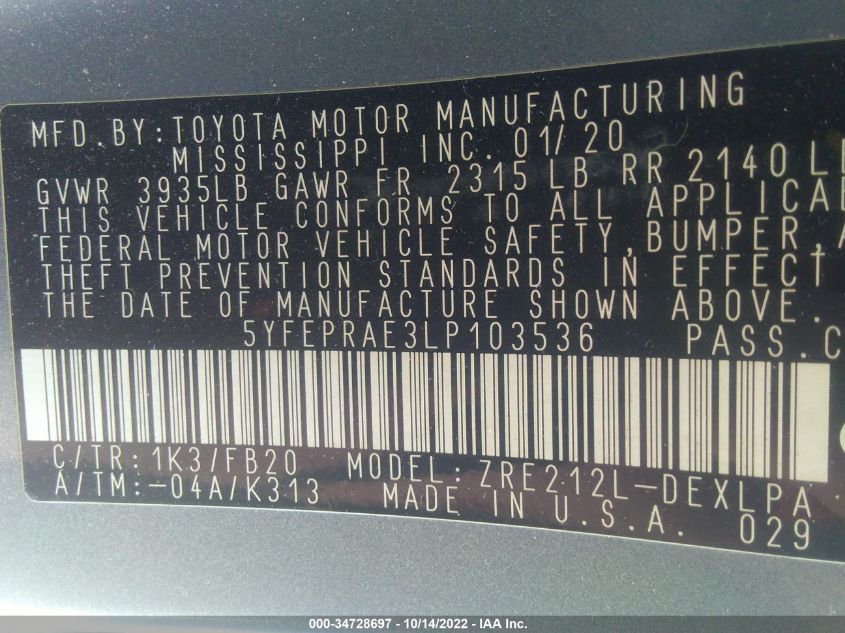 MFD.BY:TOYOTA MOTOR MANUFACTURING
MISSISSIPPI INC. 01/20
GVWR 3935LB GAWR FR 2315 LB RR 2140 LB
THIS VEHICLE CONFORMS TO ALL APPLICAB
FEDERAL MOTOR VEHICLE SAFETY,BUMPER,A
THEFT PREVENTION STANDARDS IN EFFECT
THE DATE OF MANUFACTURE SHOWN ABOVE.
5YFEPRAE3LP103536 PASS.C
C/TR:1K3/FB20 MODEL:ZRE212L-DEXLPA
A/TM:-04A/K313 MADE IN U.S.A. 029
000-34728697 - 10/14/2022 - IAA Inc.